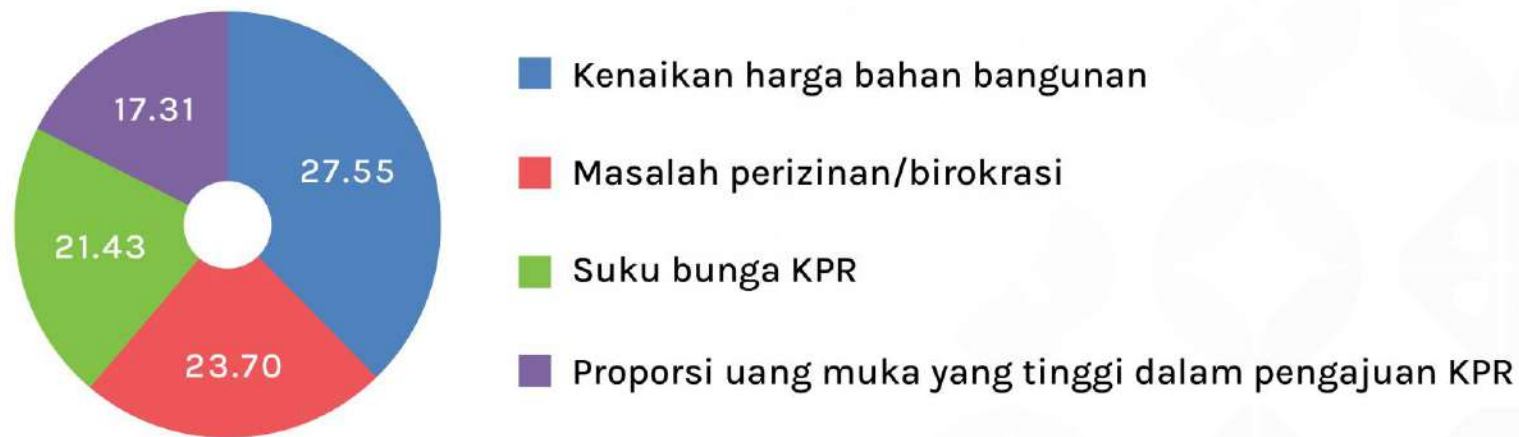 17.31
27.55
21.43
23.70
Kenaikan harga bahan bangunan
Masalah perizinan/birokrasi
Suku bunga KPR
Proporsi uang muka yang tinggi dalam pengajuan KPR